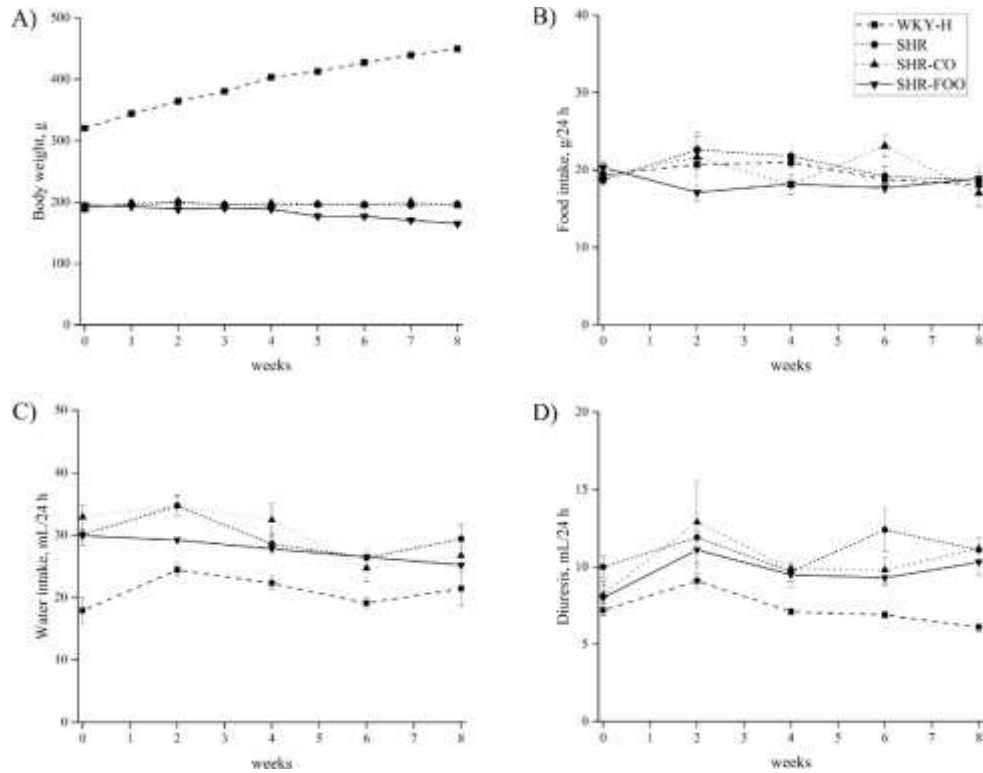 A)
500
400
300
200
100
0
Body weight, g
0 1 2 3 4 5 6 7 8
weeks
B)
40
30
20
10
0
Food intake, g/24 h
WKY-H
SHR
SHR-CO
SHR-FOO
0 1 2 3 4 5 6 7 8
weeks
C)
50
40
30
20
10
0
Water intake, mL/24 h
0 1 2 3 4 5 6 7 8
weeks
D)
20
15
10
5
0
Diuresis, mL/24 h
0 1 2 3 4 5 6 7 8
weeks